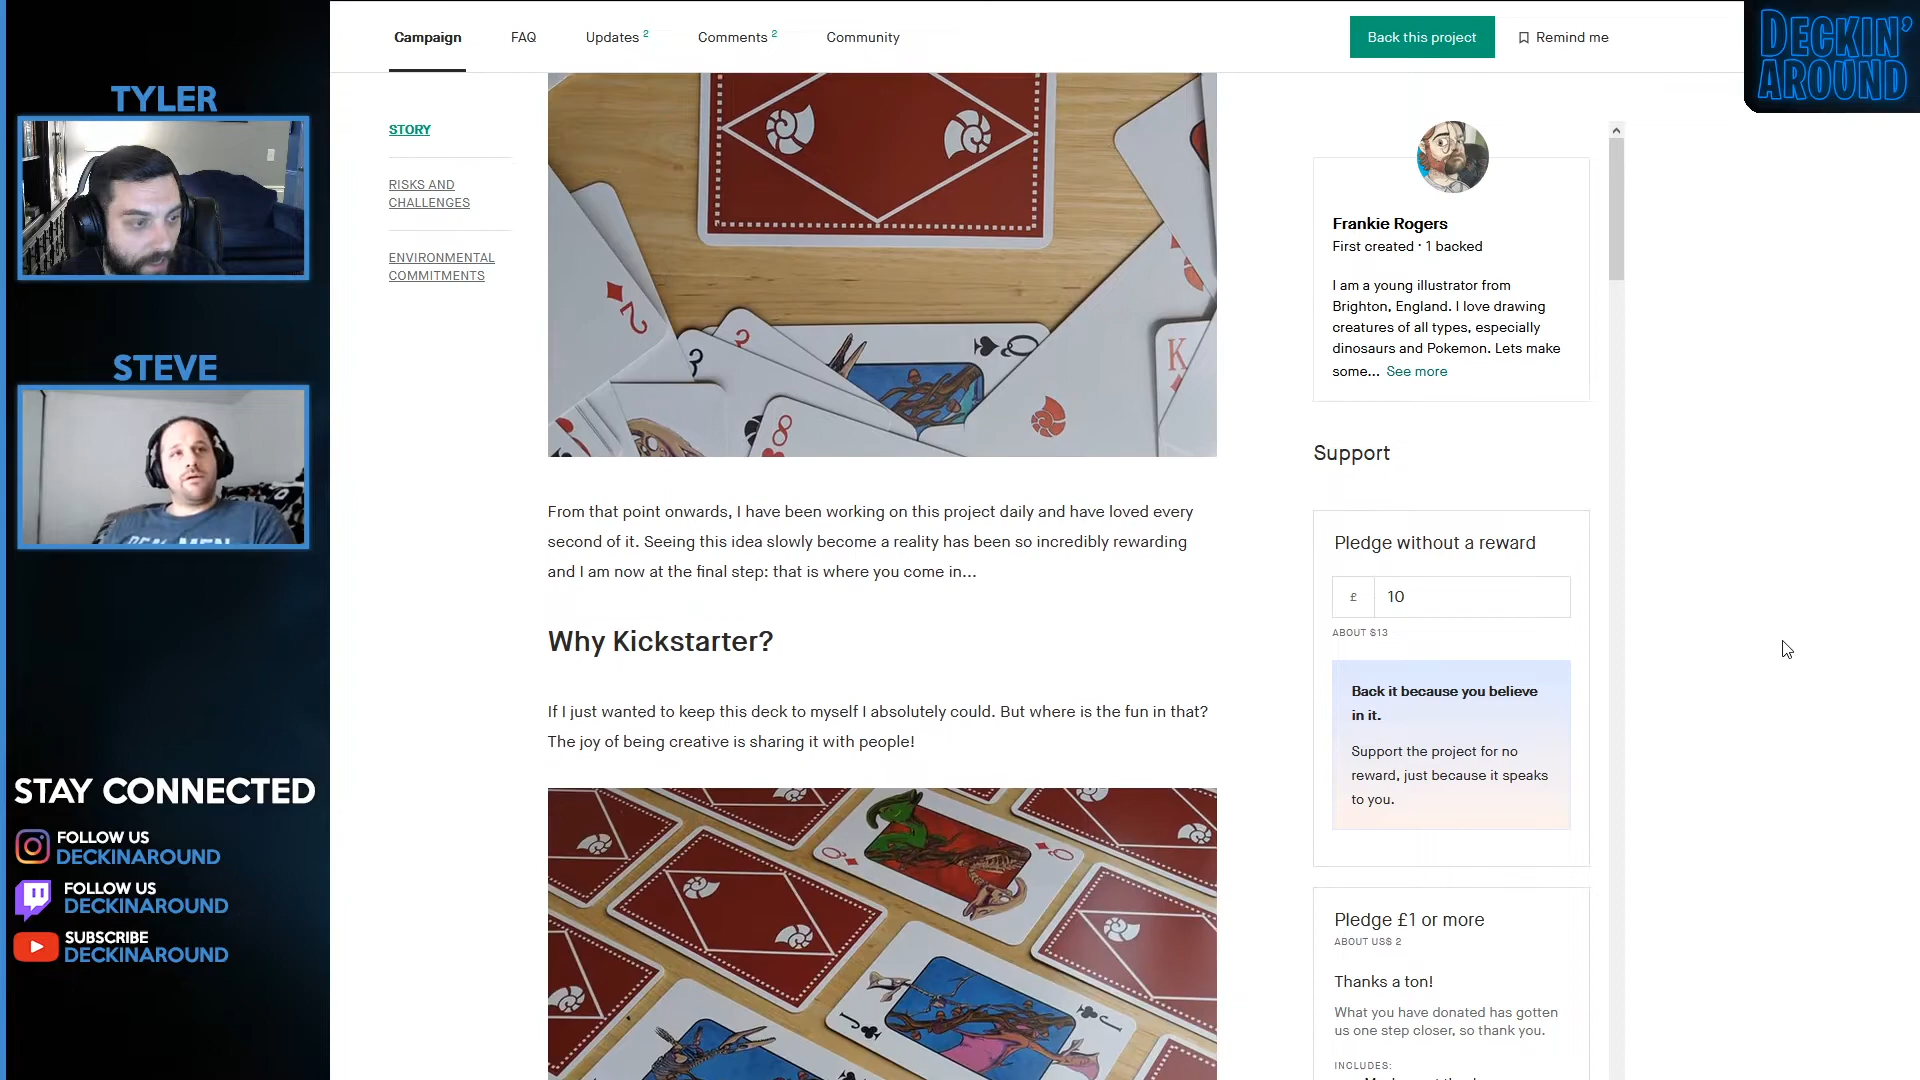 TYLER
STEVE
STAY CONNECTED
FOLLOW US
DECKINAROUND
FOLLOW US
DECKINAROUND
SUBSCRIBE
DECKINAROUND
Campaign
FAQ
Updates 2
Comments 2
Community
Back this project
Remind me
DECKIN'
AROUND
STORY
RISKS AND
CHALLENGES
ENVIRONMENTAL
COMMITMENTS
2
3
3
Q
K
8
From that point onwards, I have been working on this project daily and have loved every
second of it. Seeing this idea slowly become a reality has been so incredibly rewarding
and I am now at the final step: that is where you come in...
Why Kickstarter?
If I just wanted to keep this deck to myself I absolutely could. But where is the fun in that?
The joy of being creative is sharing it with people!
Q
Q
J
J
Frankie Rogers
First created · 1 backed
I am a young illustrator from
Brighton, England. I love drawing
creatures of all types, especially
dinosaurs and Pokemon. Lets make
some... See more
Support
Pledge without a reward
£ 10
ABOUT $13
Back it because you believe
in it.
Support the project for no
reward, just because it speaks
to you.
Pledge £1 or more
ABOUT US$ 2
Thanks a ton!
What you have donated has gotten
us one step closer, so thank you.
INCLUDES: